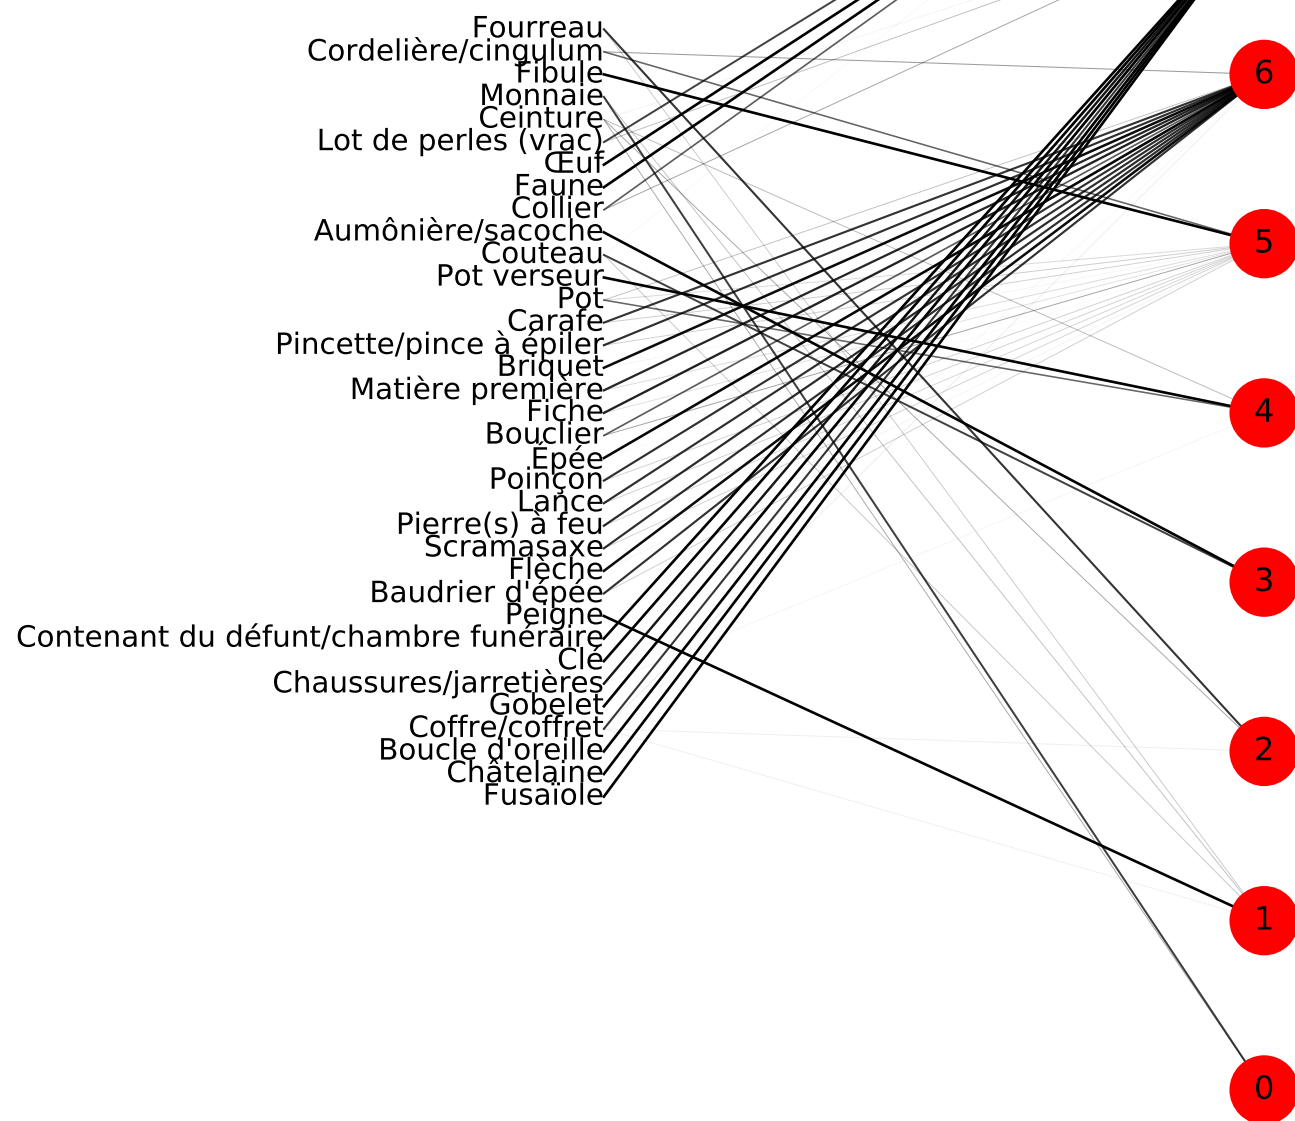 Fourreau
Cordelière/cingulum
Fibule
Monnaie
Ceinture
Lot de perles (vrac)
Œuf
Faune
Collier
Aumônière/sacoche
Couteau
Pot verseur
Pot
Carafe
Pincette/pince à épiler
Briquet
Matière première
Fiche
Bouclier
Épée
Poinçon
Lance
Pierre(s) à feu
Scramasaxe
Flèche
Baudrier d'épée
Peigne
Contenant du défunt/chambre funéraire
Clé
Chaussures/jarretières
Gobelet
Coffre/coffret
Boucle d'oreille
Châtelaine
Fusaïole
6
5
4
3
2
1
0